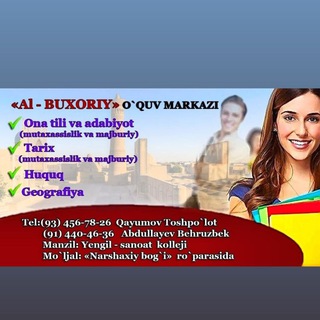 «Al - BUXORIY» O`QUV MARKAZI
Ona tili va adabiyot
(mutaxassislik va majburiy)
Tarix
(mutaxassislik va majburiy)
Huquq
Geografiya
Tel:(93) 456-78-26 Qayumov Toshpo`lot
(91) 440-46-36 Abdullayev Behruzbek
Manzil: Yengil - sanoat kolleji
Mo`ljal: «Narshaxiy bog`i» ro`parasida